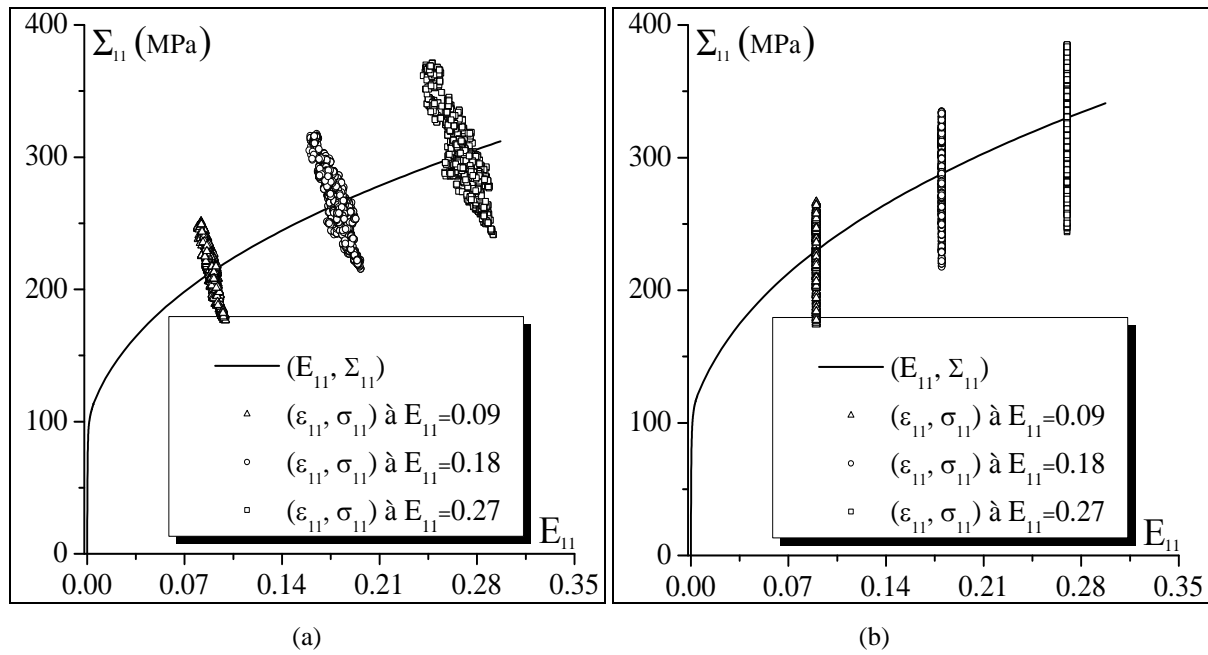 400
300
200
100
0
Σ₁₁ (MPa)
(E₁₁, Σ₁₁)
(ε₁₁, σ₁₁) à E₁₁=0.09
(ε₁₁, σ₁₁) à E₁₁=0.18
(ε₁₁, σ₁₁) à E₁₁=0.27
E₁₁
0.00 0.07 0.14 0.21 0.28 0.35
(a)
400
300
200
100
0
Σ₁₁ (MPa)
(E₁₁, Σ₁₁)
(ε₁₁, σ₁₁) à E₁₁=0.09
(ε₁₁, σ₁₁) à E₁₁=0.18
(ε₁₁, σ₁₁) à E₁₁=0.27
E₁₁
0.00 0.07 0.14 0.21 0.28 0.35
(b)